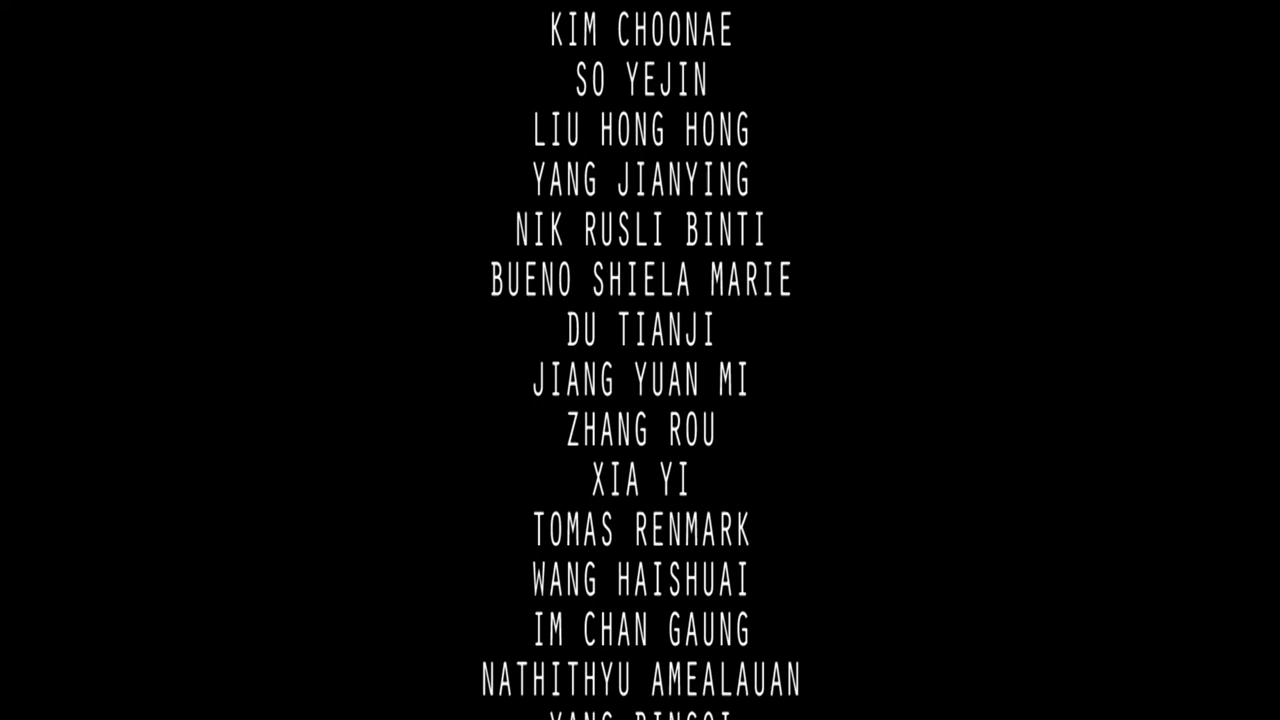 KIM CHOONAE
SO YEJIN
LIU HONG HONG
YANG JIANYING
NIK RUSLI BINTI
BUENO SHIELA MARIE
DU TIANJI
JIANG YUAN MI
ZHANG ROU
XIA YI
TOMAS RENMARK
WANG HAISHUAI
IM CHAN GAUNG
NATHITHYU AMEALAUAN
YANG